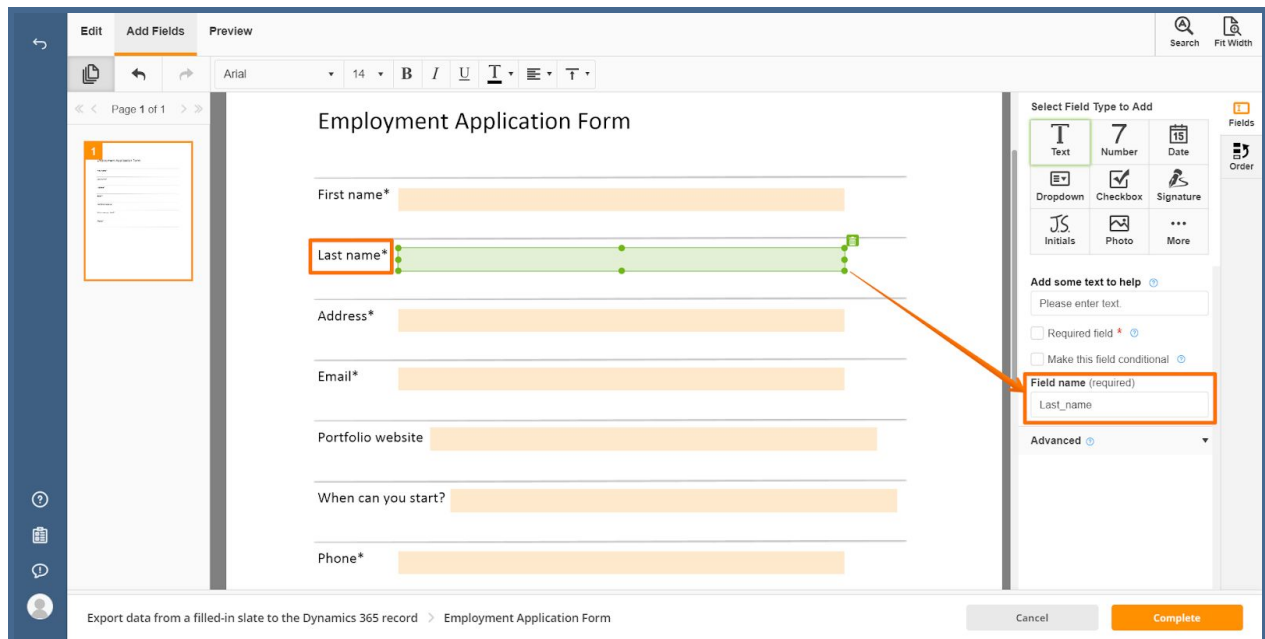 Edit Add Fields Preview
Search Fit Width
Arial 14 B I U T T
Page 1 of 1
1
Employment Application Form
First name*
Last name*
Address*
Email*
Portfolio website
When can you start?
Phone*
Select Field Type to Add
T 7 15
Text Number Date
Dropdown Checkbox Signature
JS.
Initials Photo More
Fields
Order
Add some text to help ?
Please enter text.
Required field * ?
Make this field conditional ?
Field name (required)
Last_name
Advanced ?
Export data from a filled-in slate to the Dynamics 365 record > Employment Application Form
Cancel Complete